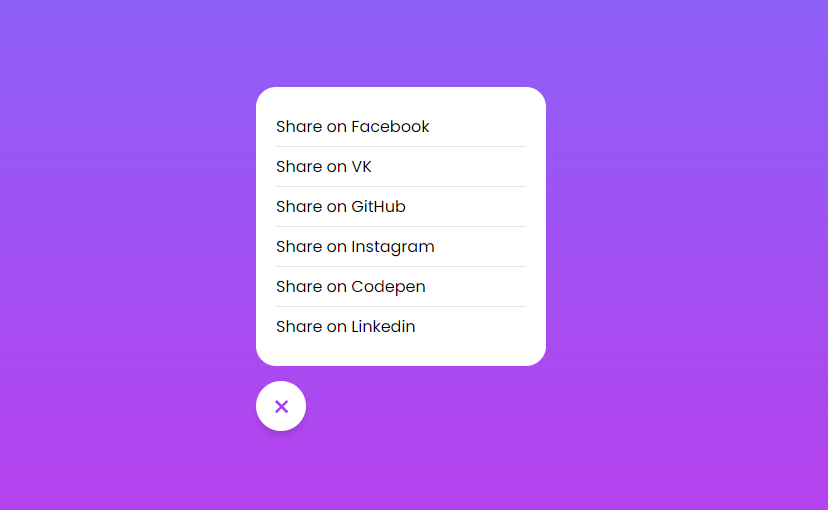 Share on Facebook
Share on VK
Share on GitHub
Share on Instagram
Share on Codepen
Share on Linkedin